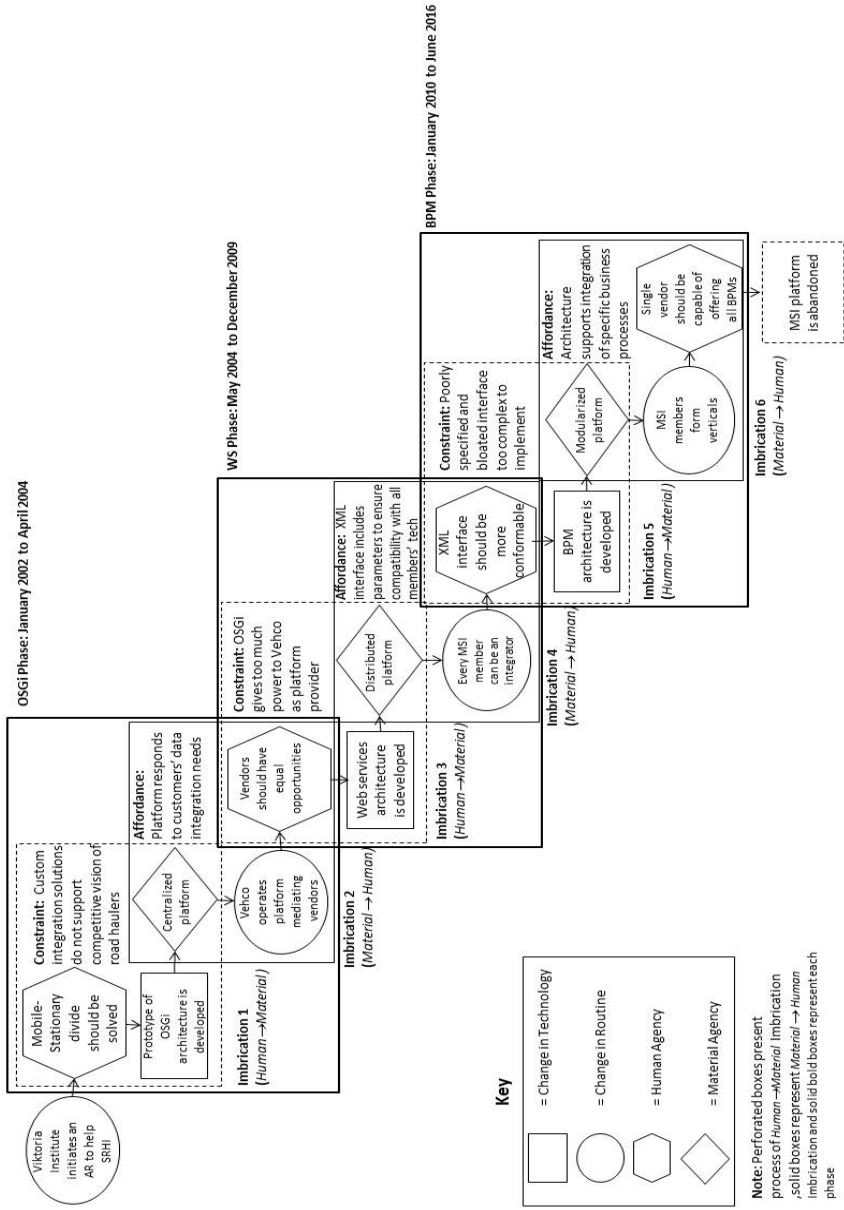 OSGi Phase: January 2002 to April 2004
Viktoria
Institute
initiates an
AR to help
SRHI
Mobile-
Stationary
divide
should be
solved
Constraint: Custom
integration solutions
do not support
competitive vision of
road haulers
Prototype of
OSGi
architecture is
developed
Centralized
platform
Imbrication 1
(Human→Material)
Affordance:
Platform responds
to customers’ data
integration needs
Vehco
operates
platform
mediating
vendors
Vendors
should have
equal
opportunities
Imbrication 2
(Material→Human)
WS Phase: May 2004 to December 2009
Constraint: OSGi
gives too much
power to Vehco
as platform
provider
Web services
architecture
is developed
Distributed
platform
Imbrication 3
(Human→Material)
Affordance: XML
interface includes
parameters to ensure
compatibility with all
members’ tech
Every MSI
member
can be an
integrator
XML
interface
should be
more
conformable
Imbrication 4
(Material→Human)
BPM Phase: January 2010 to June 2016
Constraint: Poorly
specified and
bloated interface
too complex to
implement
BPM
architecture is
developed
Modularized
platform
Imbrication 5
(Human→Material)
Affordance:
Architecture
supports integration
of specific business
processes
MSI
members
form
verticals
Single
vendor
should be
capable of
offering
all BPMs
Imbrication 6
(Material→Human)
MSI platform
is abandoned
Key
= Change in Technology
= Change in Routine
= Human Agency
= Material Agency
Note: Perforated boxes present
process of Human→Material Imbrication
,solid boxes represent Material → Human
Imbrication and solid bold boxes represent each
phase